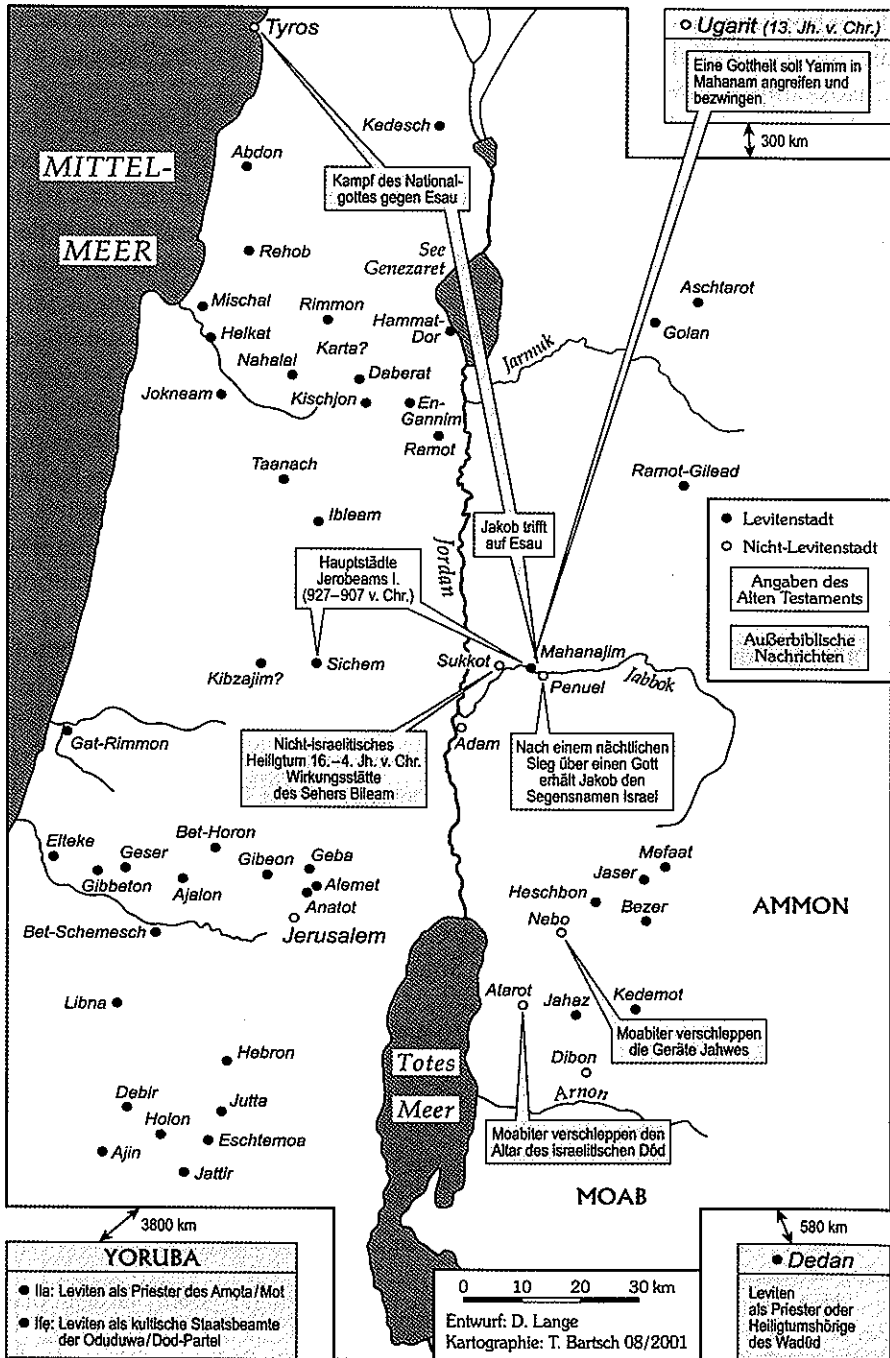 Tyros
Ugarit (13. Jh. v. Chr.)
Eine Gottheit soll Yamm in
Mahanam angreifen und
bezwingen
300 km
Kedesch
MITTEL-
MEER
Abdon
Kampf des National-
gottes gegen Esau
Rehob
See
Genezaret
Mischal
Rimmon
Aschtarot
Helkat
Karta?
Hammat-
Dor
Golan
Nahalal
Daberat
Jarmuk
Jokneam
Kischjon
En-
Gannim
Ramot
Taanach
Ramot-Gilead
Ibleam
Jakob trifft
auf Esau
Levitenstadt
Nicht-Levitenstadt
Angaben des
Alten Testaments
Außerbiblische
Nachrichten
Hauptstädte
Jerobeams I.
(927–907 v. Chr.)
Jordan
Kibzajim?
Sichem
Sukkot
Mahanajim
Penuel
Jabbok
Gat-Rimmon
Adam
Nicht-israelitisches
Heiligtum 16.–4. Jh. v. Chr.
Wirkungsstätte
des Sehers Bileam
Nach einem nächtlichen
Sieg über einen Gott
erhält Jakob den
Segensnamen Israel
Elteke
Geser
Bet-Horon
Gibeon
Geba
Gibbeton
Ajalon
Alemet
Anatot
Jerusalem
Bet-Schemesch
Mefaat
Jaser
Heschbon
Bezer
AMMON
Nebo
Libna
Atarot
Jahaz
Kedemot
Moabiter verschleppen
die Geräte Jahwes
Hebron
Totes
Meer
Dibon
Arnon
Debir
Jutta
Holon
Eschtemoa
Ajin
Jattir
Moabiter verschleppen den
Altar des israelitischen Dōd
MOAB
3800 km
YORUBA
Ila: Leviten als Priester des Amota/Mot
Ifẹ: Leviten als kultische Staatsbeamte
der Oduduwa/Dod-Partei
0 10 20 30 km
Entwurf: D. Lange
Kartographie: T. Bartsch 08/2001
580 km
Dedan
Leviten
als Priester oder
Heiligtumshörige
des Wadūd